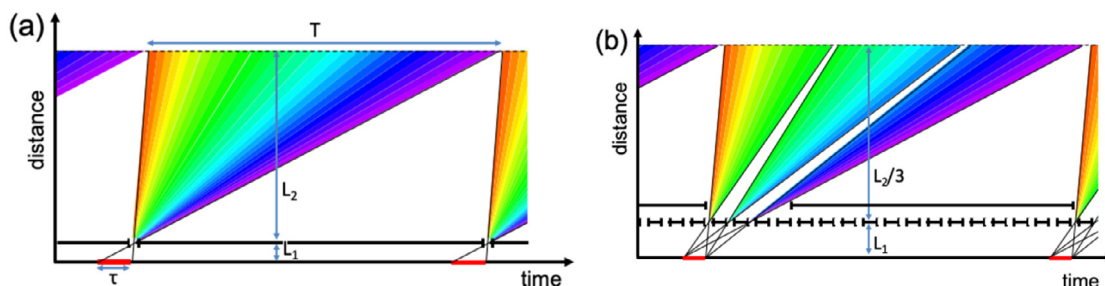 (a)
T
distance
L₂
L₁
τ
time
(b)
distance
L₂/3
L₁
time